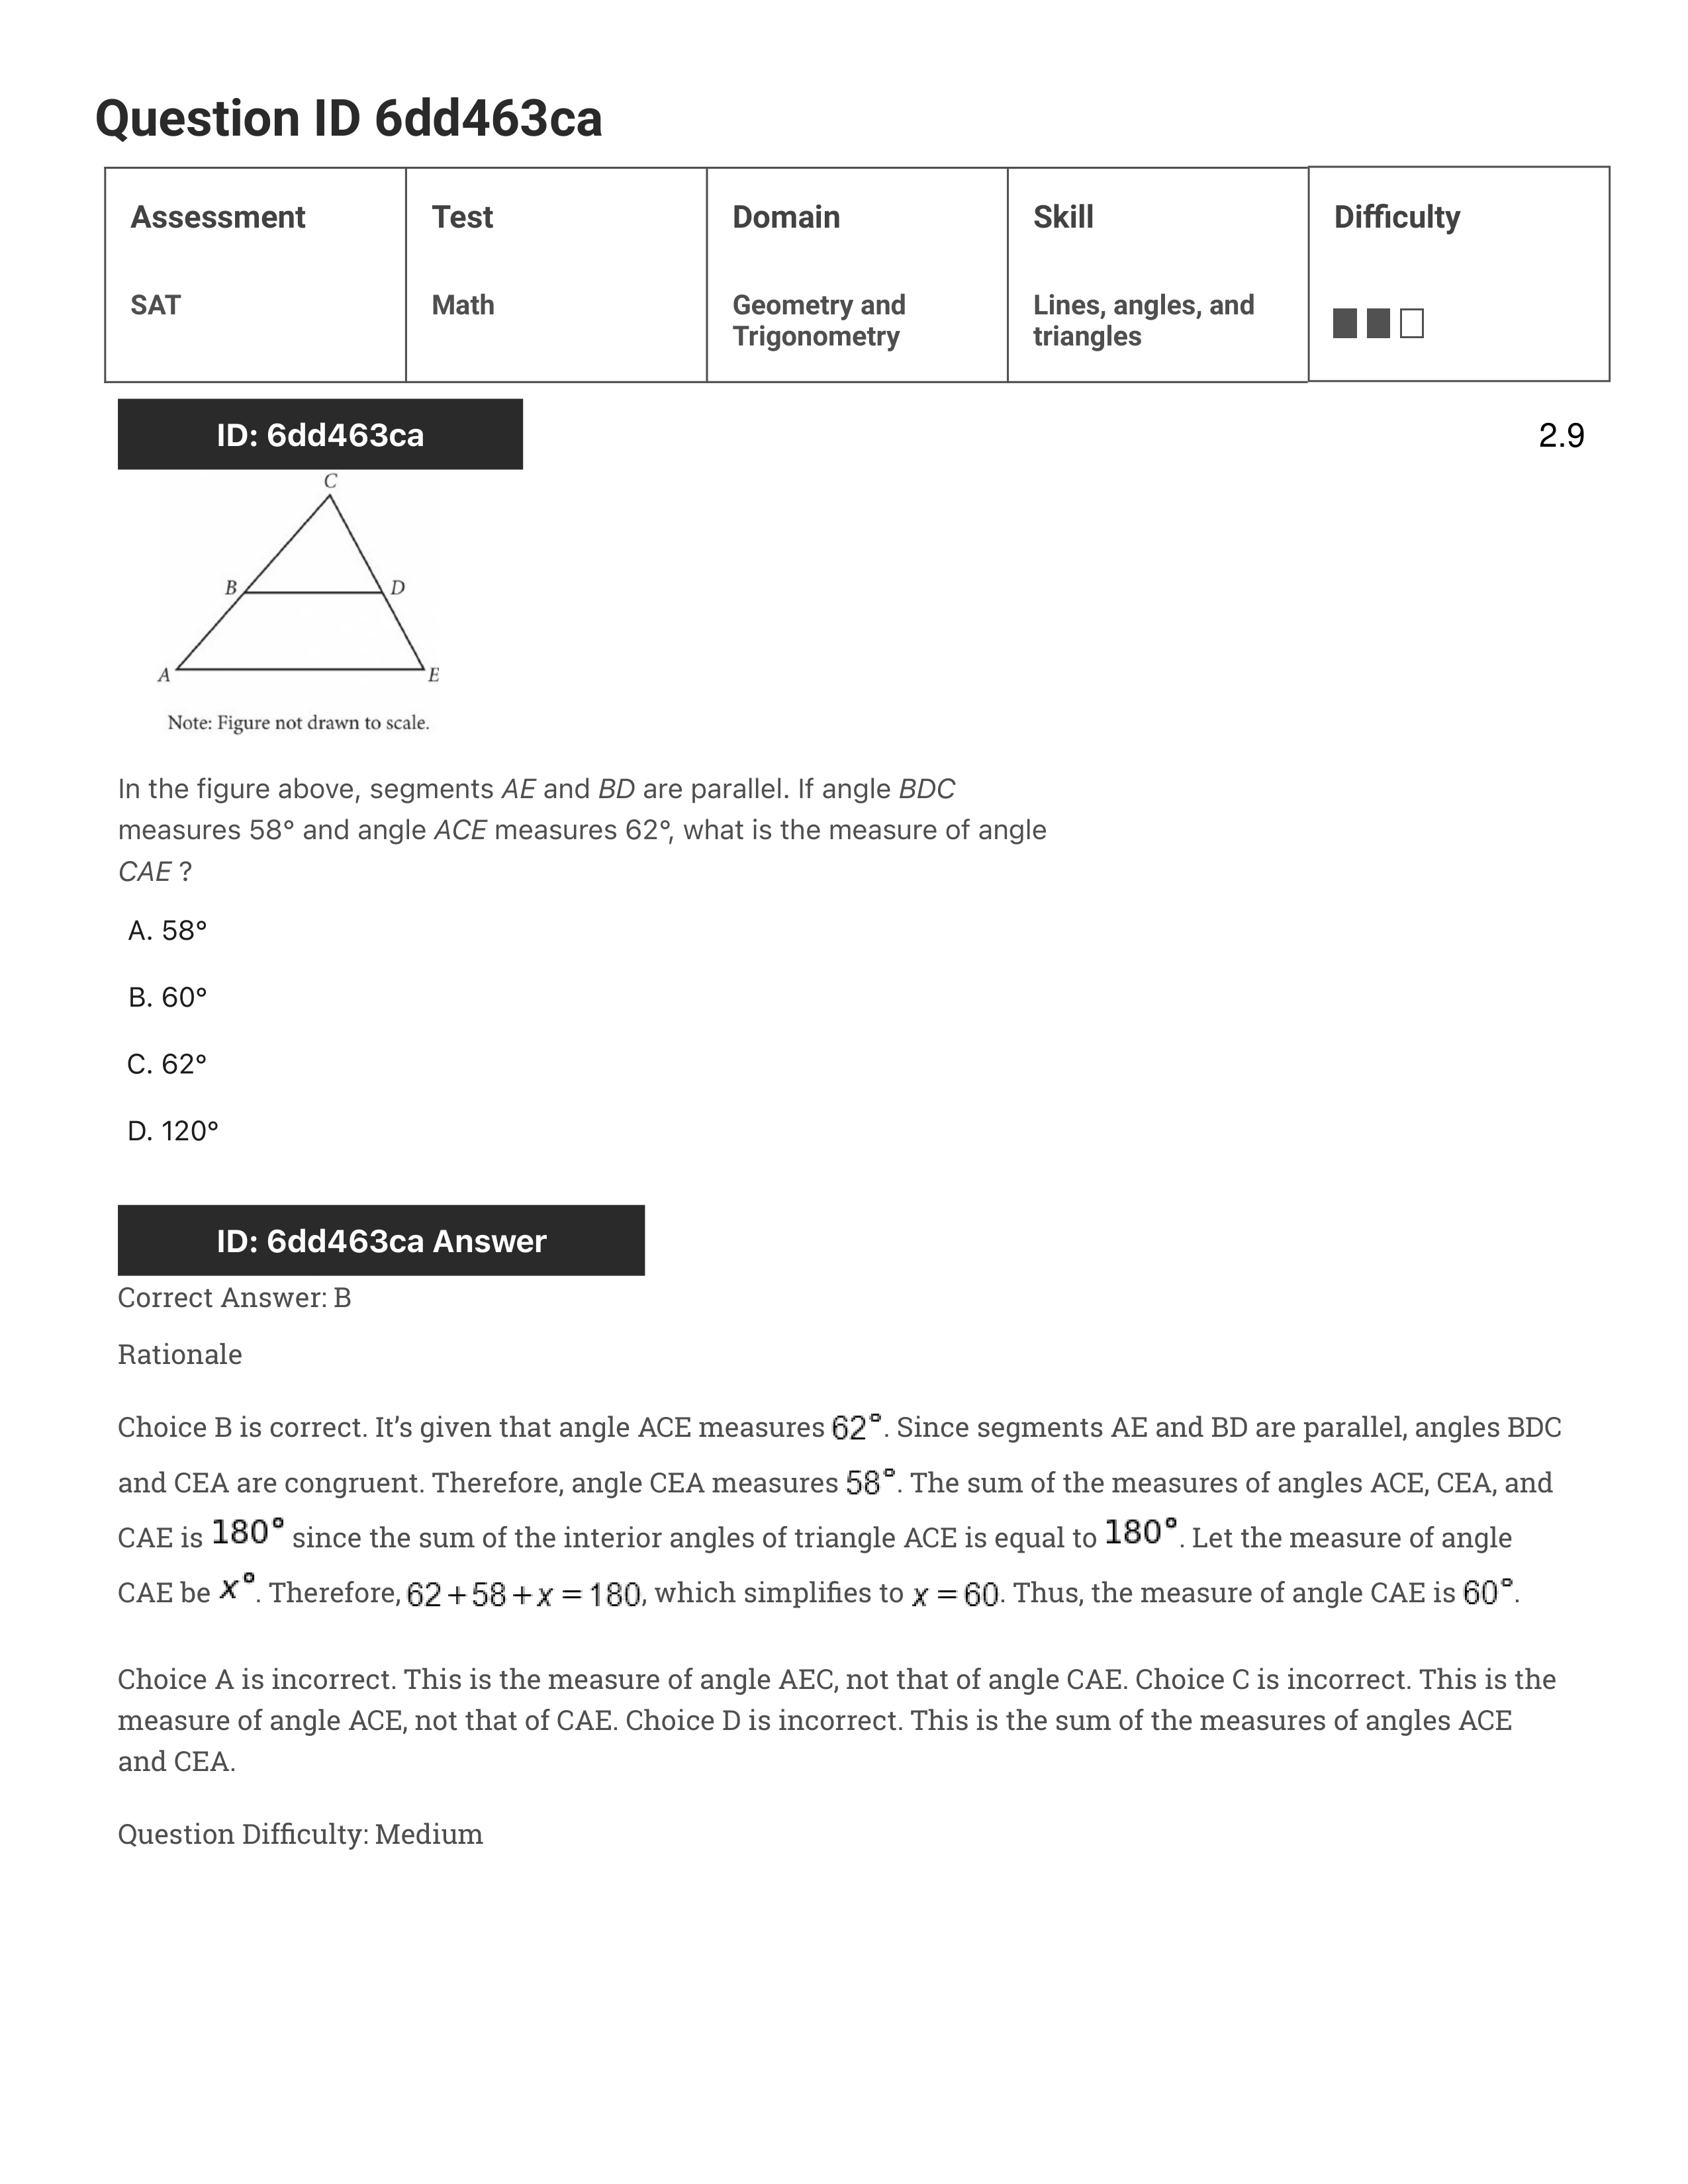 Question ID 6dd463ca
Assessment
Test
Domain
Skill
Difficulty
SAT
Math
Geometry and
Trigonometry
Lines, angles, and
triangles
ID: 6dd463ca
2.9
C
B
D
A
E
Note: Figure not drawn to scale.
In the figure above, segments AE and BD are parallel. If angle BDC
measures 58° and angle ACE measures 62°, what is the measure of angle
CAE ?
A. 58°
B. 60°
C. 62°
D. 120°
ID: 6dd463ca Answer
Correct Answer: B
Rationale
Choice B is correct. It’s given that angle ACE measures 62°. Since segments AE and BD are parallel, angles BDC
and CEA are congruent. Therefore, angle CEA measures 58°. The sum of the measures of angles ACE, CEA, and
CAE is 180° since the sum of the interior angles of triangle ACE is equal to 180°. Let the measure of angle
CAE be x°. Therefore, 62+58+x=180, which simplifies to x=60. Thus, the measure of angle CAE is 60°.
Choice A is incorrect. This is the measure of angle AEC, not that of angle CAE. Choice C is incorrect. This is the
measure of angle ACE, not that of CAE. Choice D is incorrect. This is the sum of the measures of angles ACE
and CEA.
Question Difficulty: Medium